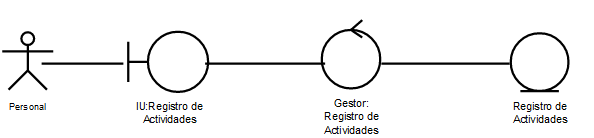 Personal
IU:Registro de
Actividades
Gestor:
Registro de
Actividades
Registro de
Actividades